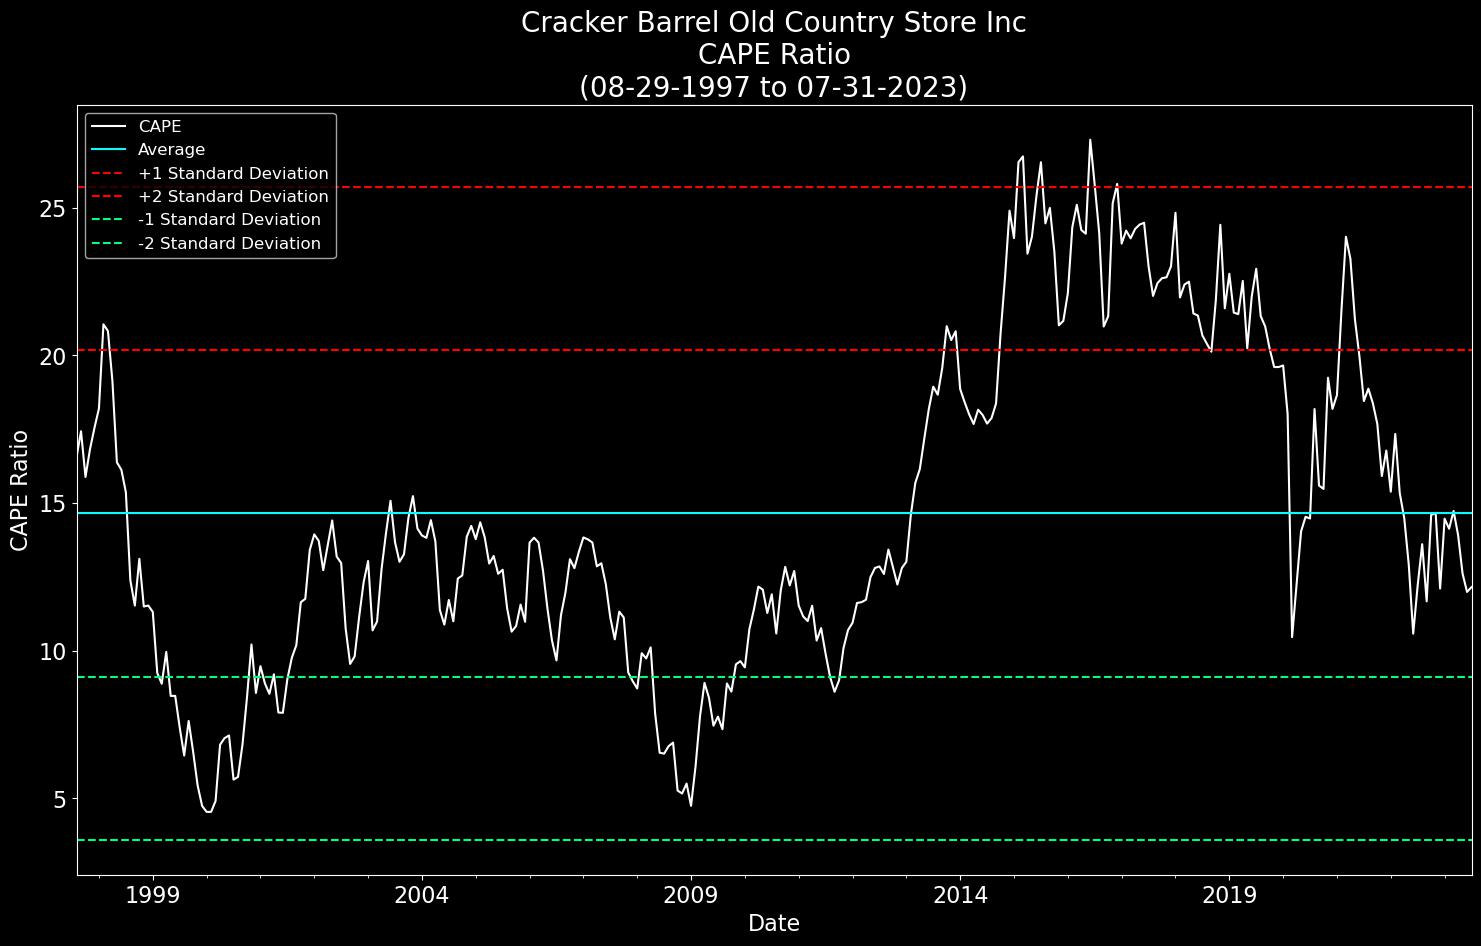 Cracker Barrel Old Country Store Inc
CAPE Ratio
(08-29-1997 to 07-31-2023)
CAPE
Average
+1 Standard Deviation
+2 Standard Deviation
-1 Standard Deviation
-2 Standard Deviation
CAPE Ratio
25
20
15
10
5
1999
2004
2009
2014
2019
Date